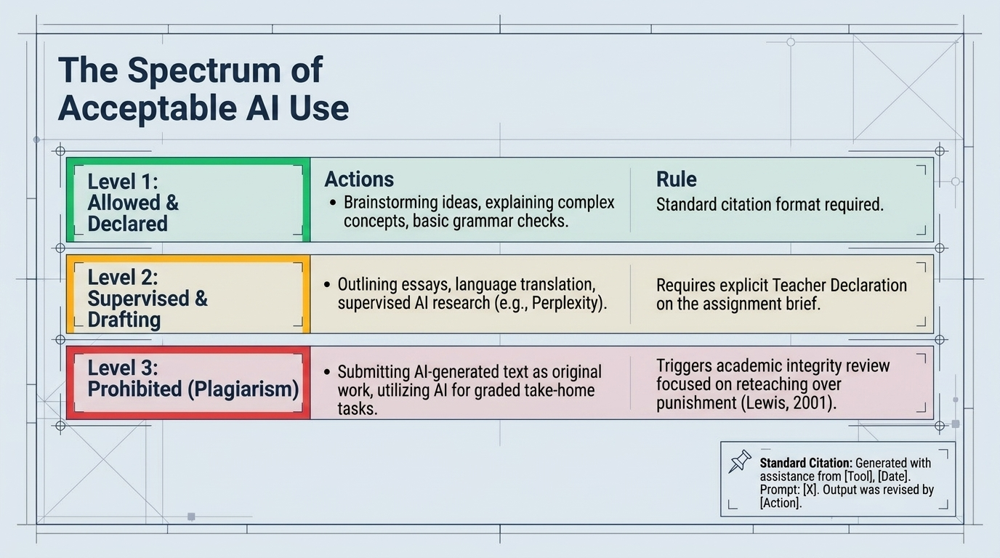 The Spectrum of
Acceptable AI Use
Level 1:
Allowed &
Declared
Actions
• Brainstorming ideas, explaining complex
concepts, basic grammar checks.
Rule
Standard citation format required.
Level 2:
Supervised &
Drafting
• Outlining essays, language translation,
supervised AI research (e.g., Perplexity).
Requires explicit Teacher Declaration
on the assignment brief.
Level 3:
Prohibited (Plagiarism)
• Submitting AI-generated text as original
work, utilizing AI for graded take-home
tasks.
Triggers academic integrity review
focused on reteaching over
punishment (Lewis, 2001).
Standard Citation: Generated with
assistance from [Tool], [Date].
Prompt: [X]. Output was revised by
[Action].